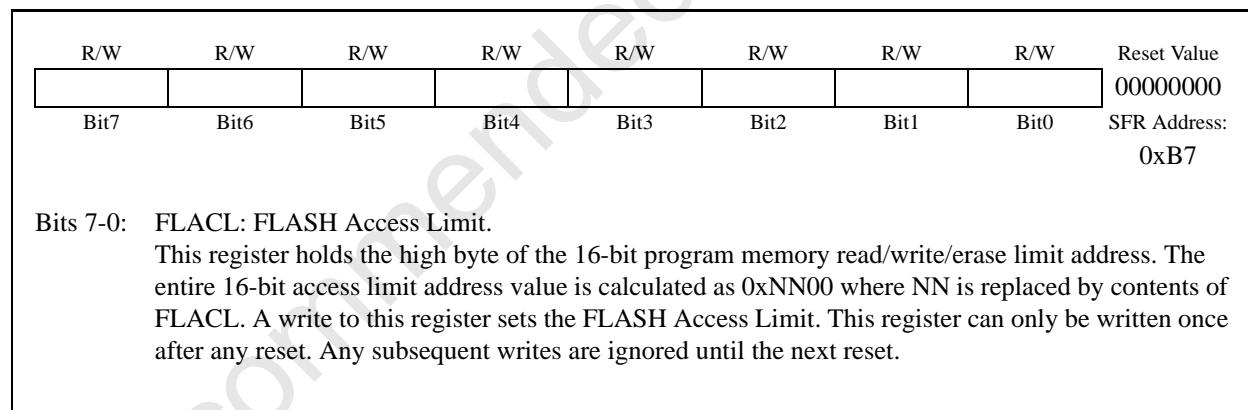 R/W R/W R/W R/W R/W R/W R/W R/W Reset Value
00000000
Bit7 Bit6 Bit5 Bit4 Bit3 Bit2 Bit1 Bit0 SFR Address:
0xB7
Bits 7-0: FLACL: FLASH Access Limit.
This register holds the high byte of the 16-bit program memory read/write/erase limit address. The
entire 16-bit access limit address value is calculated as 0xNN00 where NN is replaced by contents of
FLACL. A write to this register sets the FLASH Access Limit. This register can only be written once
after any reset. Any subsequent writes are ignored until the next reset.